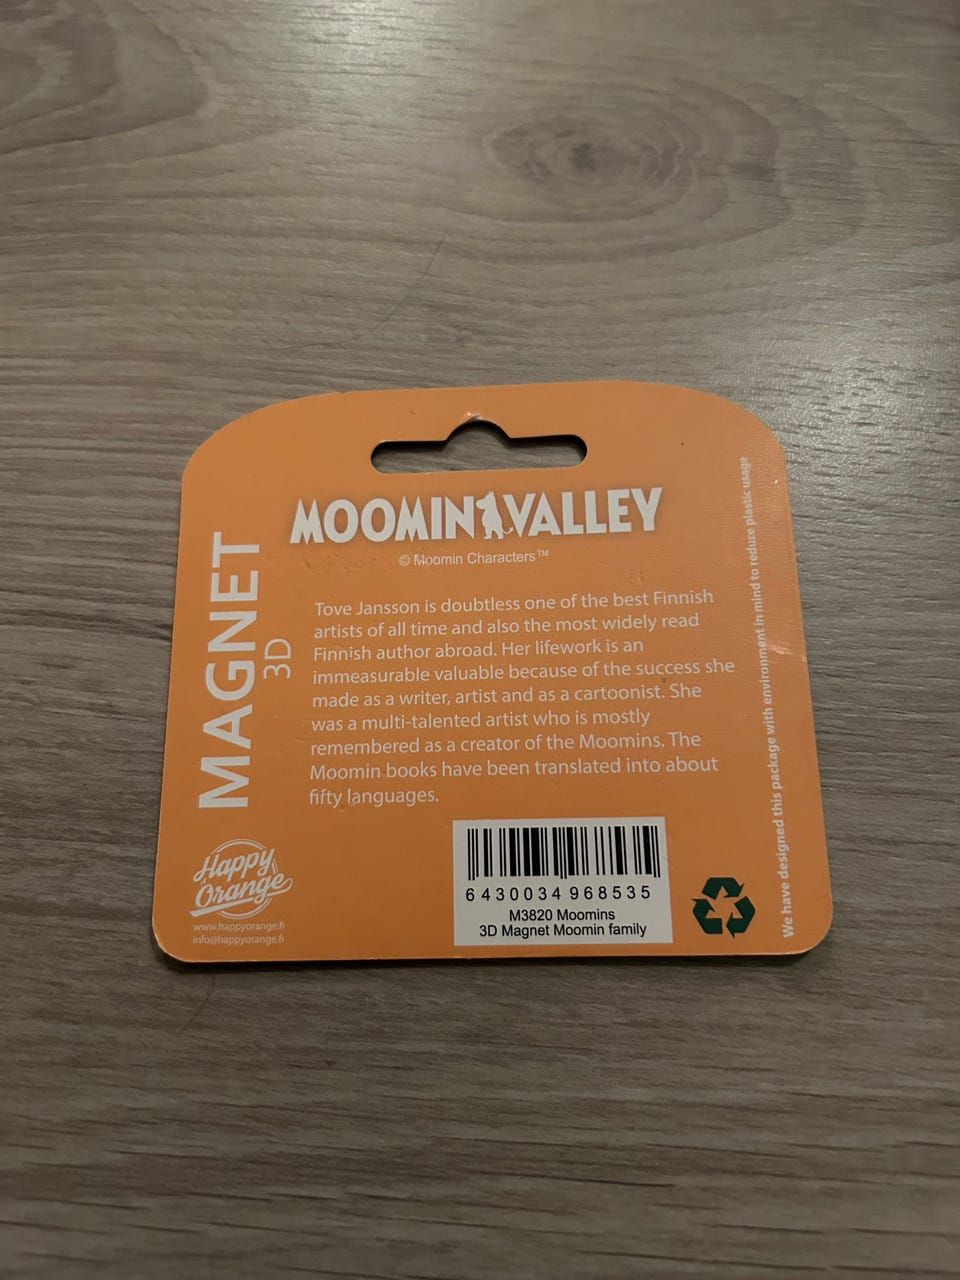 MOOMINVALLEY
© Moomin Characters™
MAGNET
3D
Tove Jansson is doubtless one of the best Finnish
artists of all time and also the most widely read
Finnish author abroad. Her lifework is an
immeasurable valuable because of the success she
made as a writer, artist and as a cartoonist. She
was a multi-talented artist who is mostly
remembered as a creator of the Moomins. The
Moomin books have been translated into about
fifty languages.
We have designed this package with environment in mind to reduce plastic usage
Happy
Orange
www.happyorange.fi
info@happyorange.fi
6430034968535
M3820 Moomins
3D Magnet Moomin family